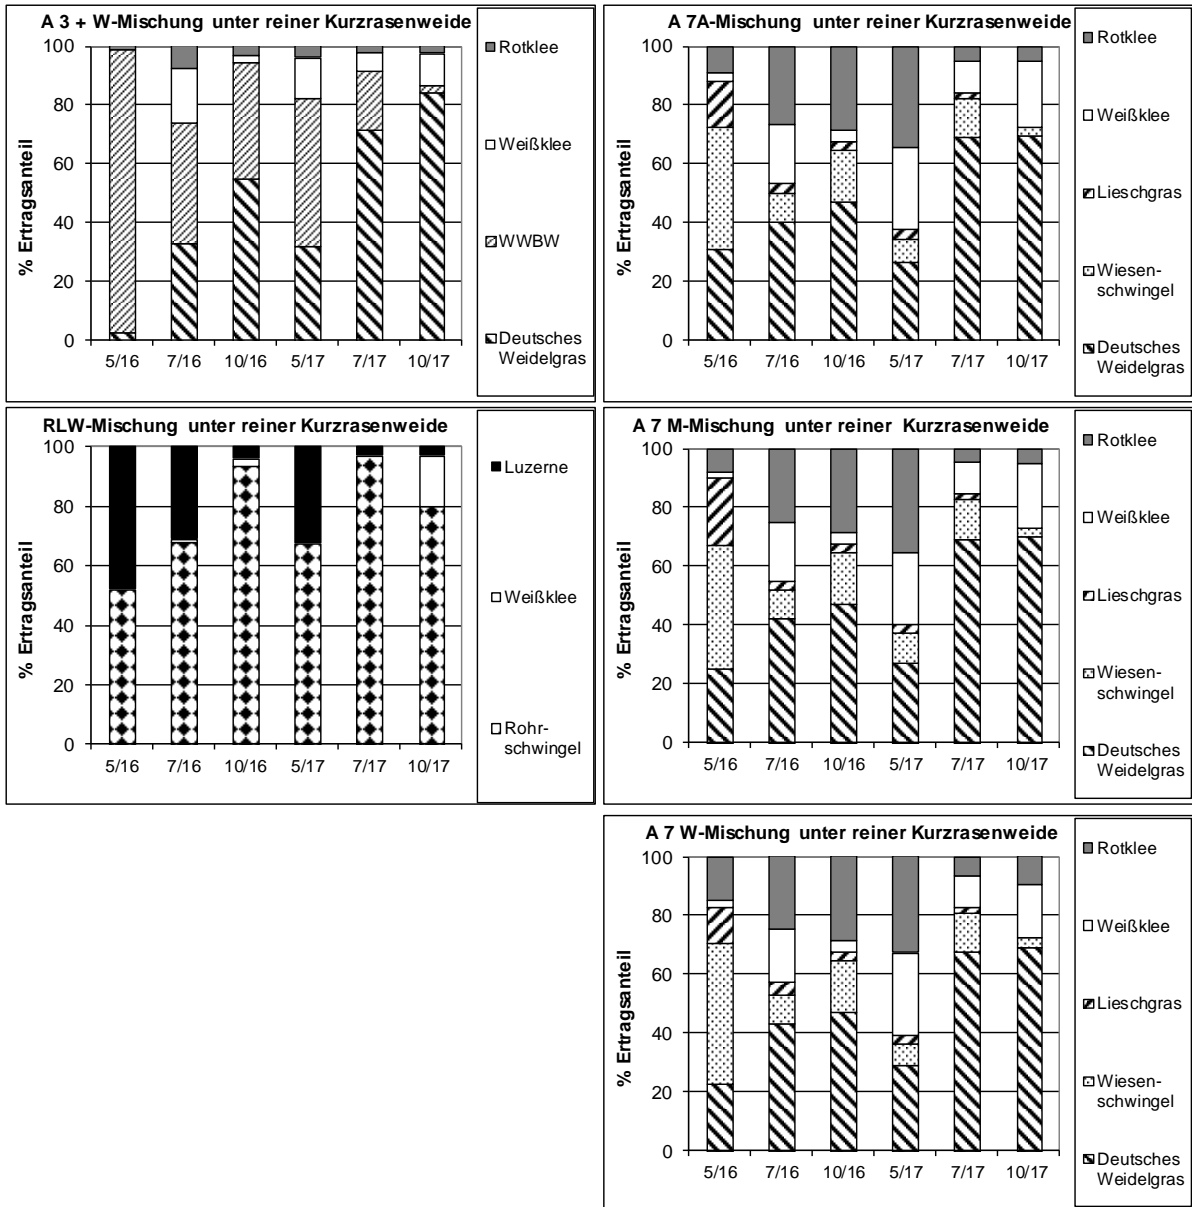 A 3 + W-Mischung unter reiner Kurzrasenweide
% Ertragsanteil
100
80
60
40
20
0
5/16 7/16 10/16 5/17 7/17 10/17
Rotklee
Weißklee
WWBW
Deutsches
Weidelgras
A 7A-Mischung unter reiner Kurzrasenweide
% Ertragsanteil
100
80
60
40
20
0
5/16 7/16 10/16 5/17 7/17 10/17
Rotklee
Weißklee
Lieschgras
Wiesen-
schwingel
Deutsches
Weidelgras
RLW-Mischung unter reiner Kurzrasenweide
% Ertragsanteil
100
80
60
40
20
0
5/16 7/16 10/16 5/17 7/17 10/17
Luzerne
Weißklee
Rohr-
schwingel
A 7 M-Mischung unter reiner Kurzrasenweide
% Ertragsanteil
100
80
60
40
20
0
5/16 7/16 10/16 5/17 7/17 10/17
Rotklee
Weißklee
Lieschgras
Wiesen-
schwingel
Deutsches
Weidelgras
A 7 W-Mischung unter reiner Kurzrasenweide
% Ertragsanteil
100
80
60
40
20
0
5/16 7/16 10/16 5/17 7/17 10/17
Rotklee
Weißklee
Lieschgras
Wiesen-
schwingel
Deutsches
Weidelgras